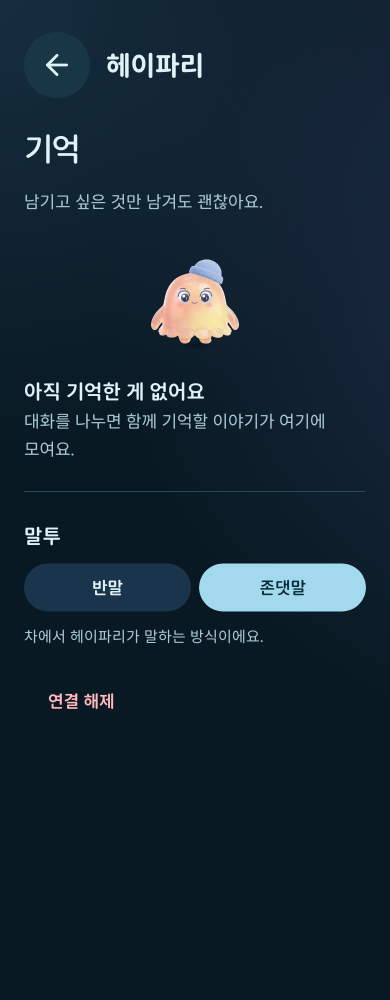 헤이파리
기억
남기고 싶은 것만 남겨도 괜찮아요.
아직 기억한 게 없어요
대화를 나누면 함께 기억할 이야기가 여기에
모여요.
말투
반말
존댓말
차에서 헤이파리가 말하는 방식이에요.
연결 해제